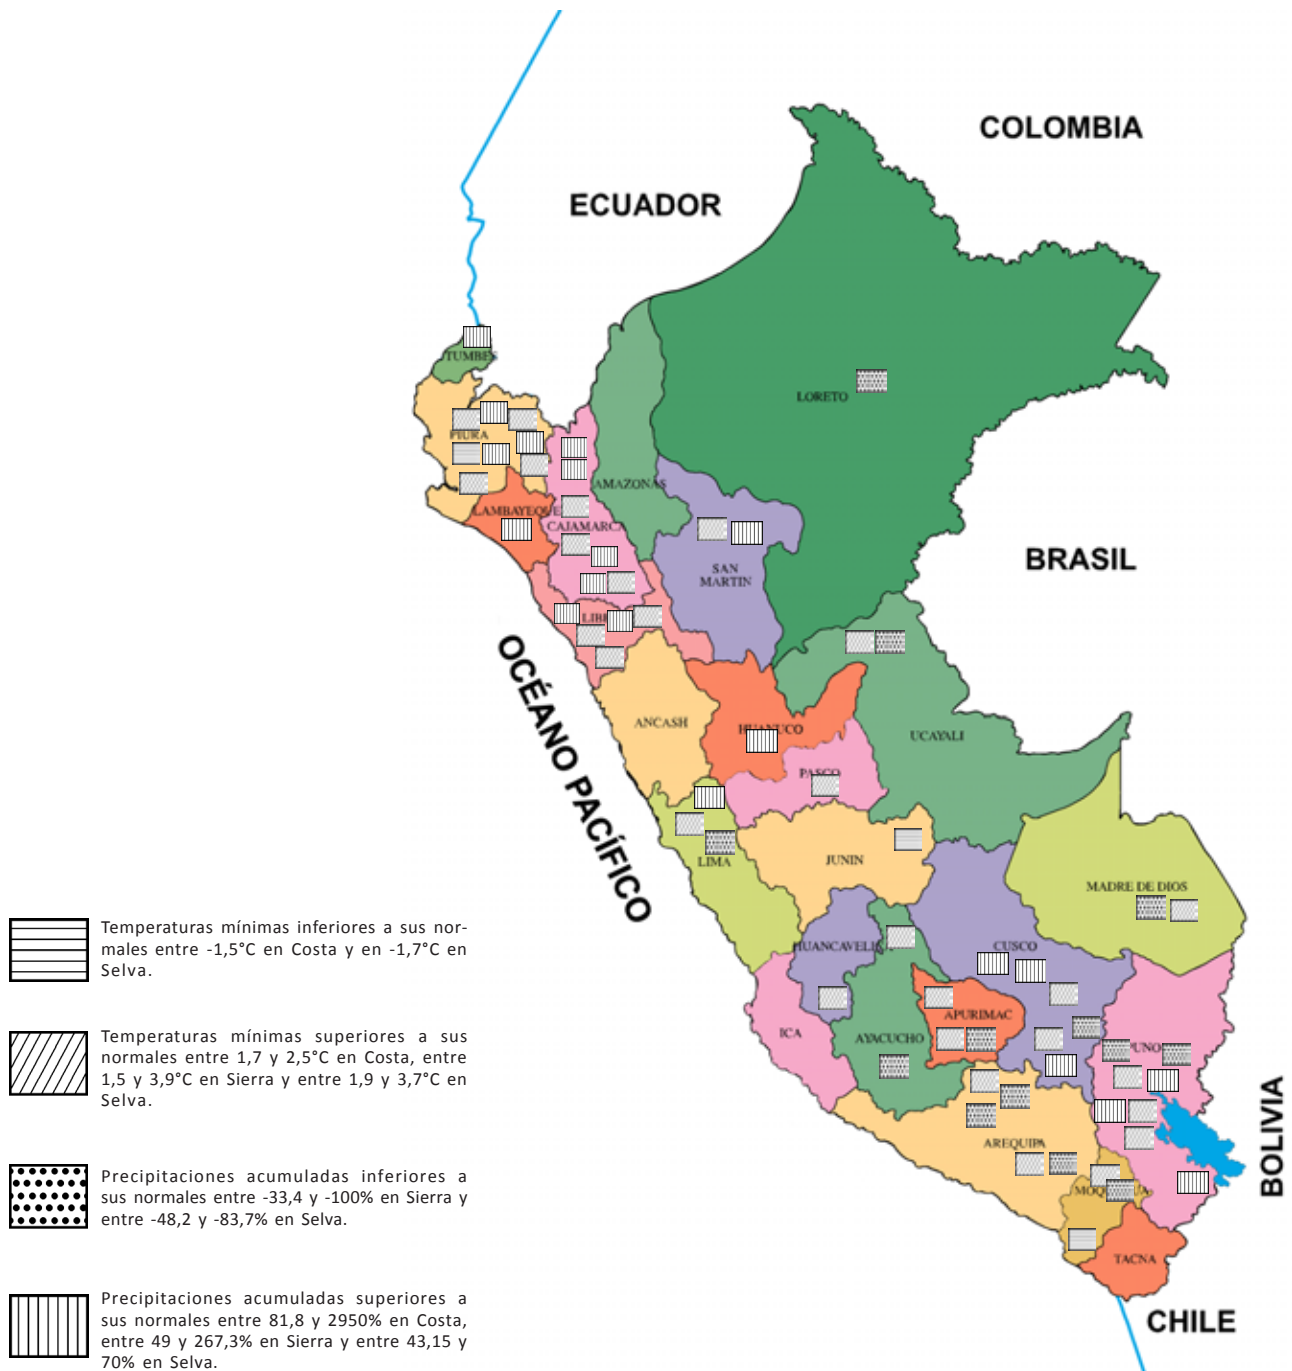 COLOMBIA
ECUADOR
TUMBES
LORETO
PIURA
AMAZONAS
LAMBAYEQUE
CAJAMARCA
BRASIL
SAN
MARTIN
OCÉANO PACÍFICO
ANCASH
HUANUCO
UCAYALI
PASCO
LIMA
JUNIN
MADRE DE DIOS
CUSCO
ICA
APURIMAC
AYACUCHO
PUNO
AREQUIPA
BOLIVIA
TACNA
CHILE
Temperaturas mínimas inferiores a sus nor-
males entre -1,5°C en Costa y en -1,7°C en
Selva.
Temperaturas mínimas superiores a sus
normales entre 1,7 y 2,5°C en Costa, entre
1,5 y 3,9°C en Sierra y entre 1,9 y 3,7°C en
Selva.
Precipitaciones acumuladas inferiores a
sus normales entre -33,4 y -100% en Sierra y
entre -48,2 y -83,7% en Selva.
Precipitaciones acumuladas superiores a
sus normales entre 81,8 y 2950% en Costa,
entre 49 y 267,3% en Sierra y entre 43,15 y
70% en Selva.